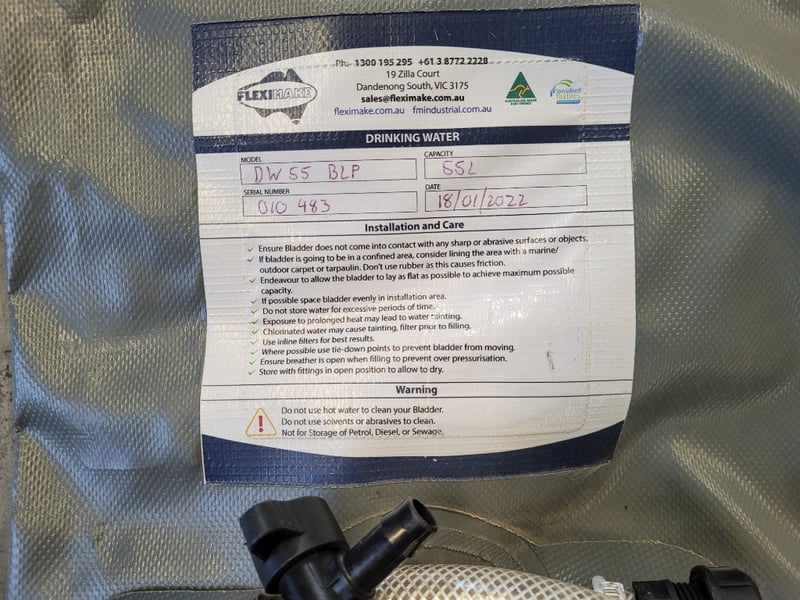 Ph: 1300 195 295 +61 3 8772 2228
19 Zilla Court
Dandenong South, VIC 3175
sales@fleximake.com.au
fleximake.com.au fmindustrial.com.au
FLEXIMAKE
AUSTRALIAN MADE
AND OWNED
Specialised
Textiles
DRINKING WATER
MODEL
DW 55 BLP
CAPACITY
55L
SERIAL NUMBER
010 483
DATE
18/01/2022
Installation and Care
Ensure Bladder does not come into contact with any sharp or abrasive surfaces or objects.
If bladder is going to be in a confined area, consider lining the area with a marine/
outdoor carpet or tarpaulin. Don't use rubber as this causes friction.
Endeavour to allow the bladder to lay as flat as possible to achieve maximum possible
capacity.
If possible space bladder evenly in installation area.
Do not store water for excessive periods of time.
Exposure to prolonged heat may lead to water tainting.
Chlorinated water may cause tainting, filter prior to filling.
Use inline filters for best results.
Where possible use tie-down points to prevent bladder from moving.
Ensure breather is open when filling to prevent over pressurisation.
Store with fittings in open position to allow to dry.
Warning
Do not use hot water to clean your Bladder.
Do not use solvents or abrasives to clean.
Not for Storage of Petrol, Diesel, or Sewage.